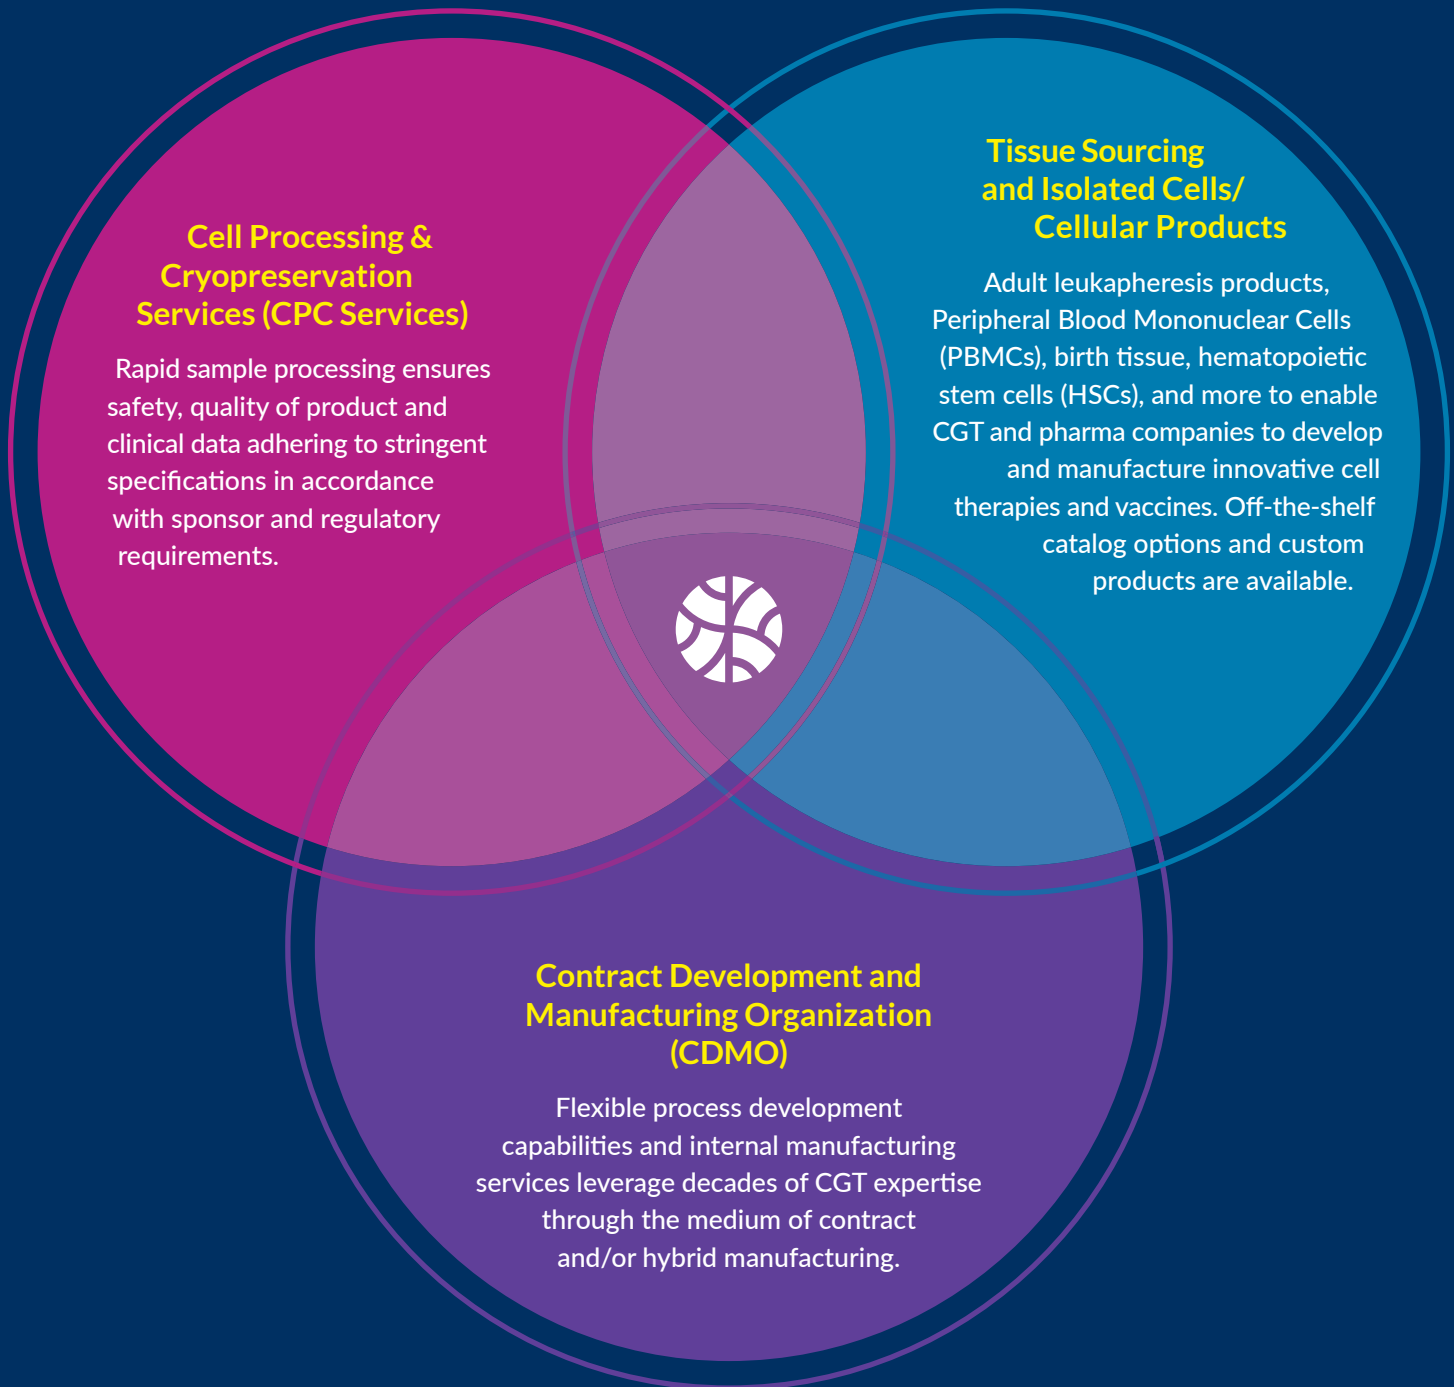 Cell Processing &
Cryopreservation
Services (CPC Services)
Rapid sample processing ensures
safety, quality of product and
clinical data adhering to stringent
specifications in accordance
with sponsor and regulatory
requirements.
Tissue Sourcing
and Isolated Cells/
Cellular Products
Adult leukapheresis products,
Peripheral Blood Mononuclear Cells
(PBMCs), birth tissue, hematopoietic
stem cells (HSCs), and more to enable
CGT and pharma companies to develop
and manufacture innovative cell
therapies and vaccines. Off-the-shelf
catalog options and custom
products are available.
Contract Development and
Manufacturing Organization
(CDMO)
Flexible process development
capabilities and internal manufacturing
services leverage decades of CGT expertise
through the medium of contract
and/or hybrid manufacturing.